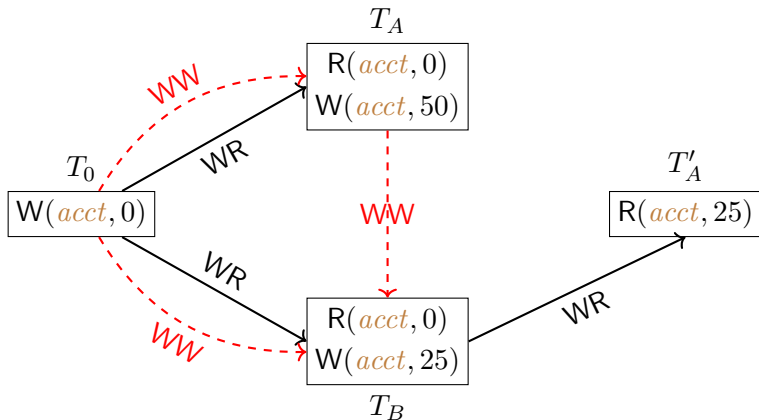 T_A
R(acct, 0)
W(acct, 50)
WW
WR
T_0
W(acct, 0)
WW
T'_A
R(acct, 25)
WR
WW
R(acct, 0)
W(acct, 25)
WR
T_B